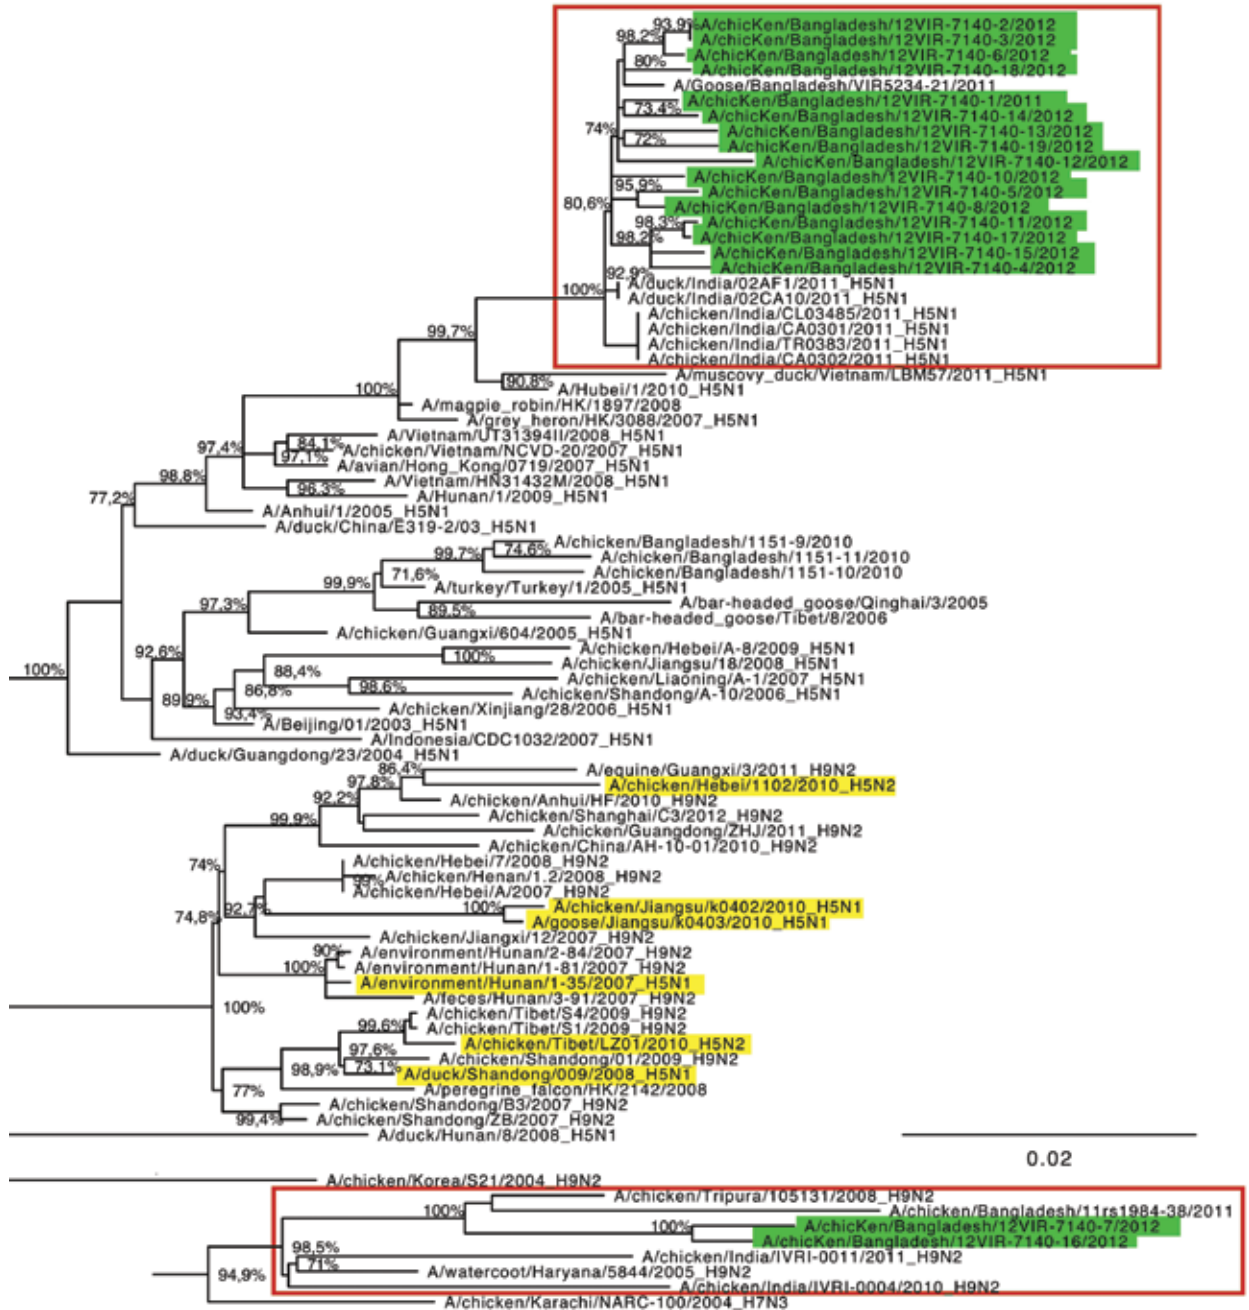 93.9% A/chicKen/Bangladesh/12VIR-7140-2/2012
98.2% A/chicKen/Bangladesh/12VIR-7140-3/2012
A/chicKen/Bangladesh/12VIR-7140-6/2012
80% A/chicKen/Bangladesh/12VIR-7140-18/2012
A/Goose/Bangladesh/VIR5234-21/2011
A/chicKen/Bangladesh/12VIR-7140-1/2011
73.4% A/chicKen/Bangladesh/12VIR-7140-14/2012
74% A/chicKen/Bangladesh/12VIR-7140-13/2012
72% A/chicKen/Bangladesh/12VIR-7140-19/2012
A/chicKen/Bangladesh/12VIR-7140-12/2012
A/chicKen/Bangladesh/12VIR-7140-10/2012
95.9% A/chicKen/Bangladesh/12VIR-7140-5/2012
80,6% A/chicKen/Bangladesh/12VIR-7140-8/2012
98.3% A/chicKen/Bangladesh/12VIR-7140-11/2012
98.2% A/chicKen/Bangladesh/12VIR-7140-17/2012
A/chicKen/Bangladesh/12VIR-7140-15/2012
A/chicKen/Bangladesh/12VIR-7140-4/2012
92.9%
A/duck/India/02AF1/2011_H5N1
100% A/duck/India/02CA10/2011_H5N1
A/chicken/India/CL03485/2011_H5N1
A/chicken/India/CA0301/2011_H5N1
99,7% A/chicken/India/TR0383/2011_H5N1
A/chicken/India/CA0302/2011_H5N1
A/muscovy_duck/Vietnam/LBM57/2011_H5N1
100% 90.8% A/Hubei/1/2010_H5N1
A/magpie_robin/HK/1897/2008
A/grey_heron/HK/3088/2007_H5N1
A/Vietnam/UT31394II/2008_H5N1
97,4% 84,1% A/chicken/Vietnam/NCVD-20/2007_H5N1
97,1% A/avian/Hong_Kong/0719/2007_H5N1
98.8% A/Vietnam/HN31432M/2008_H5N1
77,2% 96.3% A/Hunan/1/2009_H5N1
A/Anhui/1/2005_H5N1
A/duck/China/E319-2/03_H5N1
A/chicken/Bangladesh/1151-9/2010
99.7% 74.6% A/chicken/Bangladesh/1151-11/2010
71,6% A/chicken/Bangladesh/1151-10/2010
99,9% A/turkey/Turkey/1/2005_H5N1
97.3% A/bar-headed_goose/Qinghai/3/2005
89.5% A/bar-headed_goose/Tibet/8/2006
A/chicken/Guangxi/604/2005_H5N1
92,6% A/chicken/Hebei/A-8/2009_H5N1
100% 88,4% 100% A/chicken/Jiangsu/18/2008_H5N1
A/chicken/Liaoning/A-1/2007_H5N1
89,9% 86,8% 98.6% A/chicken/Shandong/A-10/2006_H5N1
93.4% A/chicken/Xinjiang/28/2006_H5N1
A/Beijing/01/2003_H5N1
A/Indonesia/CDC1032/2007_H5N1
A/duck/Guangdong/23/2004_H5N1
86,4% A/equine/Guangxi/3/2011_H9N2
97.8% A/chicken/Hebei/1102/2010_H5N2
92,2% A/chicken/Anhui/HF/2010_H9N2
99,9% A/chicken/Shanghai/C3/2012_H9N2
A/chicken/Guangdong/ZHJ/2011_H9N2
A/chicken/China/AH-10-01/2010_H9N2
74% A/chicken/Hebei/7/2008_H9N2
99% A/chicken/Henan/1.2/2008_H9N2
A/chicken/Hebei/A/2007_H9N2
92.7% 100% A/chicken/Jiangsu/k0402/2010_H5N1
74,8% A/goose/Jiangsu/k0403/2010_H5N1
A/chicken/Jiangxi/12/2007_H9N2
90% A/environment/Hunan/2-84/2007_H9N2
100% A/environment/Hunan/1-81/2007_H9N2
A/environment/Hunan/1-35/2007_H5N1
100% A/feces/Hunan/3-91/2007_H9N2
A/chicken/Tibet/S4/2009_H9N2
99.6% A/chicken/Tibet/S1/2009_H9N2
A/chicken/Tibet/LZ01/2010_H5N2
97.6% A/chicken/Shandong/01/2009_H9N2
98,9% 73.1% A/duck/Shandong/009/2008_H5N1
77% A/peregrine_falcon/HK/2142/2008
A/chicken/Shandong/B3/2007_H9N2
99,4% A/chicken/Shandong/ZB/2007_H9N2
A/duck/Hunan/8/2008_H5N1
0.02
A/chicken/Korea/S21/2004_H9N2
A/chicken/Tripura/105131/2008_H9N2
100% A/chicken/Bangladesh/11rs1984-38/2011
100% A/chicKen/Bangladesh/12VIR-7140-7/2012
A/chicKen/Bangladesh/12VIR-7140-16/2012
98.5% A/chicken/India/IVRI-0011/2011_H9N2
94,9% 71% A/watercoot/Haryana/5844/2005_H9N2
A/chicken/India/IVRI-0004/2010_H9N2
A/chicken/Karachi/NARC-100/2004_H7N3